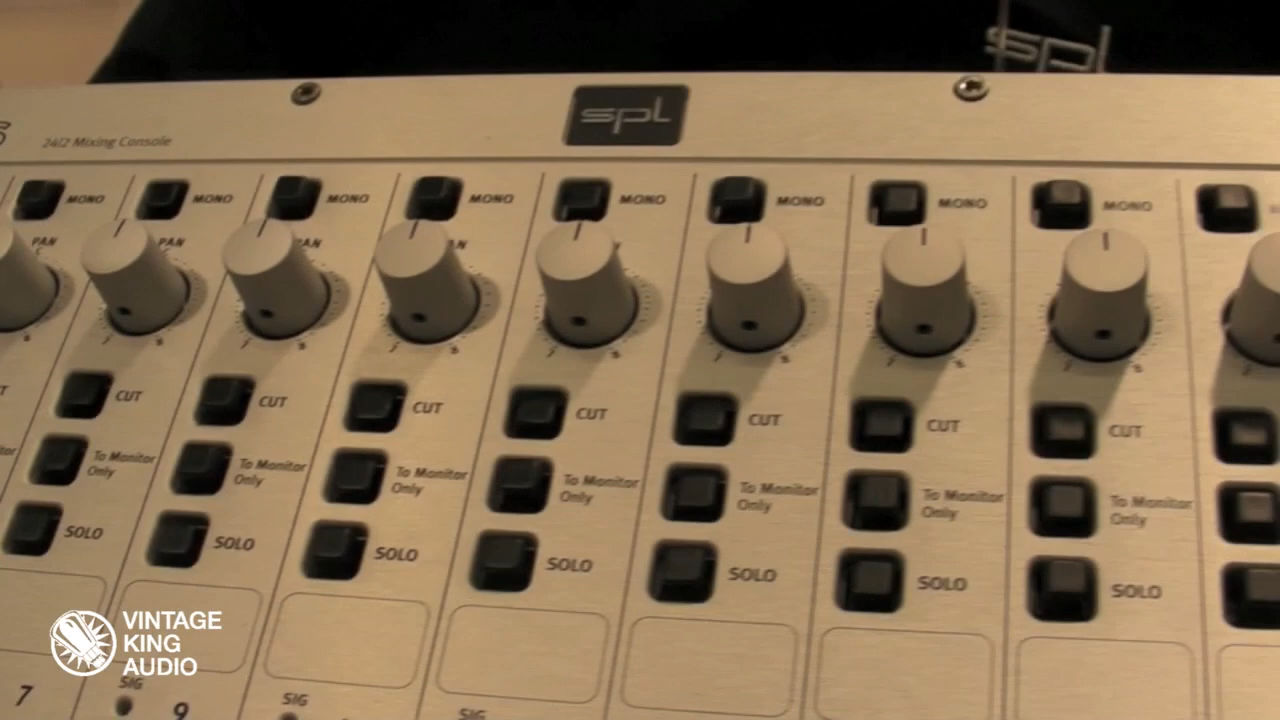 spl
spl
24/2 Mixing Console
MONO MONO MONO MONO MONO MONO MONO MONO
PAN PAN
CUT CUT CUT CUT CUT CUT CUT CUT
To Monitor Only
To Monitor Only
To Monitor Only
To Monitor Only
To Monitor Only
To Monitor Only
To Monitor Only
SOLO SOLO SOLO SOLO SOLO SOLO SOLO
VINTAGE
KING
AUDIO
SIG SIG SIG
7 9